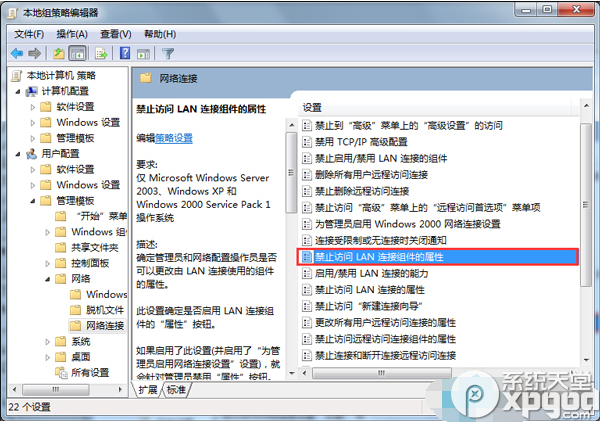 本地组策略编辑器
文件(F) 操作(A) 查看(V) 帮助(H)
本地计算机 策略
计算机配置
软件设置
Windows 设置
管理模板
用户配置
软件设置
Windows 设置
管理模板
“开始”菜单
Windows 组
共享文件夹
控制面板
网络
Windows
脱机文件
网络连接
系统
桌面
所有设置
网络连接
禁止访问 LAN 连接组件的属性
编辑策略设置
要求:
仅 Microsoft Windows Server
2003、Windows XP 和
Windows 2000 Service Pack 1
操作系统
描述:
确定管理员和网络配置操作员是否
可以更改由 LAN 连接使用的组件
的属性。
此设置确定是否启用 LAN 连接组
件的“属性”按钮。
如果启用了此设置(并启用了“为管
理员启用网络连接设置”设置)，就
会针对管理员禁用“属性”按钮。
设置
禁止到“高级”菜单上的“高级设置”的访问
禁用 TCP/IP 高级配置
禁止启用/禁用 LAN 连接的组件
删除所有用户远程访问连接
禁止删除远程访问连接
禁止访问“高级”菜单上的“远程访问首选项”菜单项
为管理员启用 Windows 2000 网络连接设置
连接受限制或无连接时关闭通知
禁止访问 LAN 连接组件的属性
启用/禁用 LAN 连接的能力
禁止访问 LAN 连接的属性
禁止访问“新建连接向导”
更改所有用户远程访问连接的属性
禁止访问远程访问连接组件的属性
禁止连接和断开连接远程访问连接
扩展 标准
22 个设置
系统天堂
xpgod.com